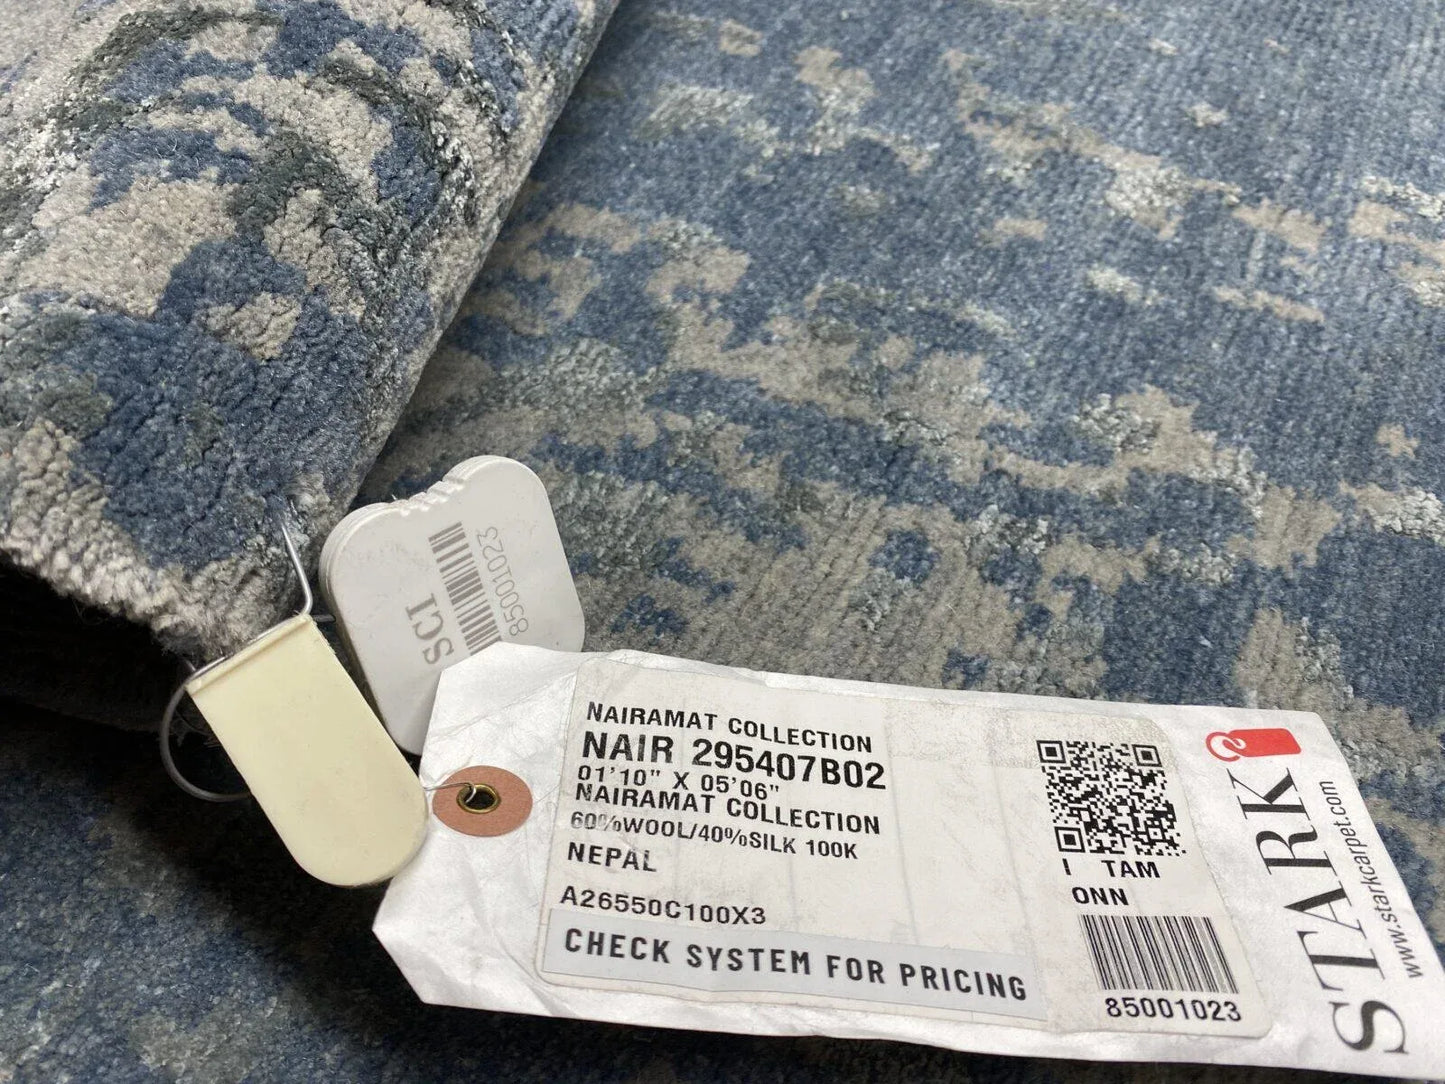 SCI
85001023
NAIRAMAT COLLECTION
NAIR 295407B02
01'10" X 05'06"
NAIRAMAT COLLECTION
60%WOOL/40%SILK 100K
NEPAL
A26550C100X3
CHECK SYSTEM FOR PRICING
I TAM
ONN
85001023
STARK
www.starkcarpet.com